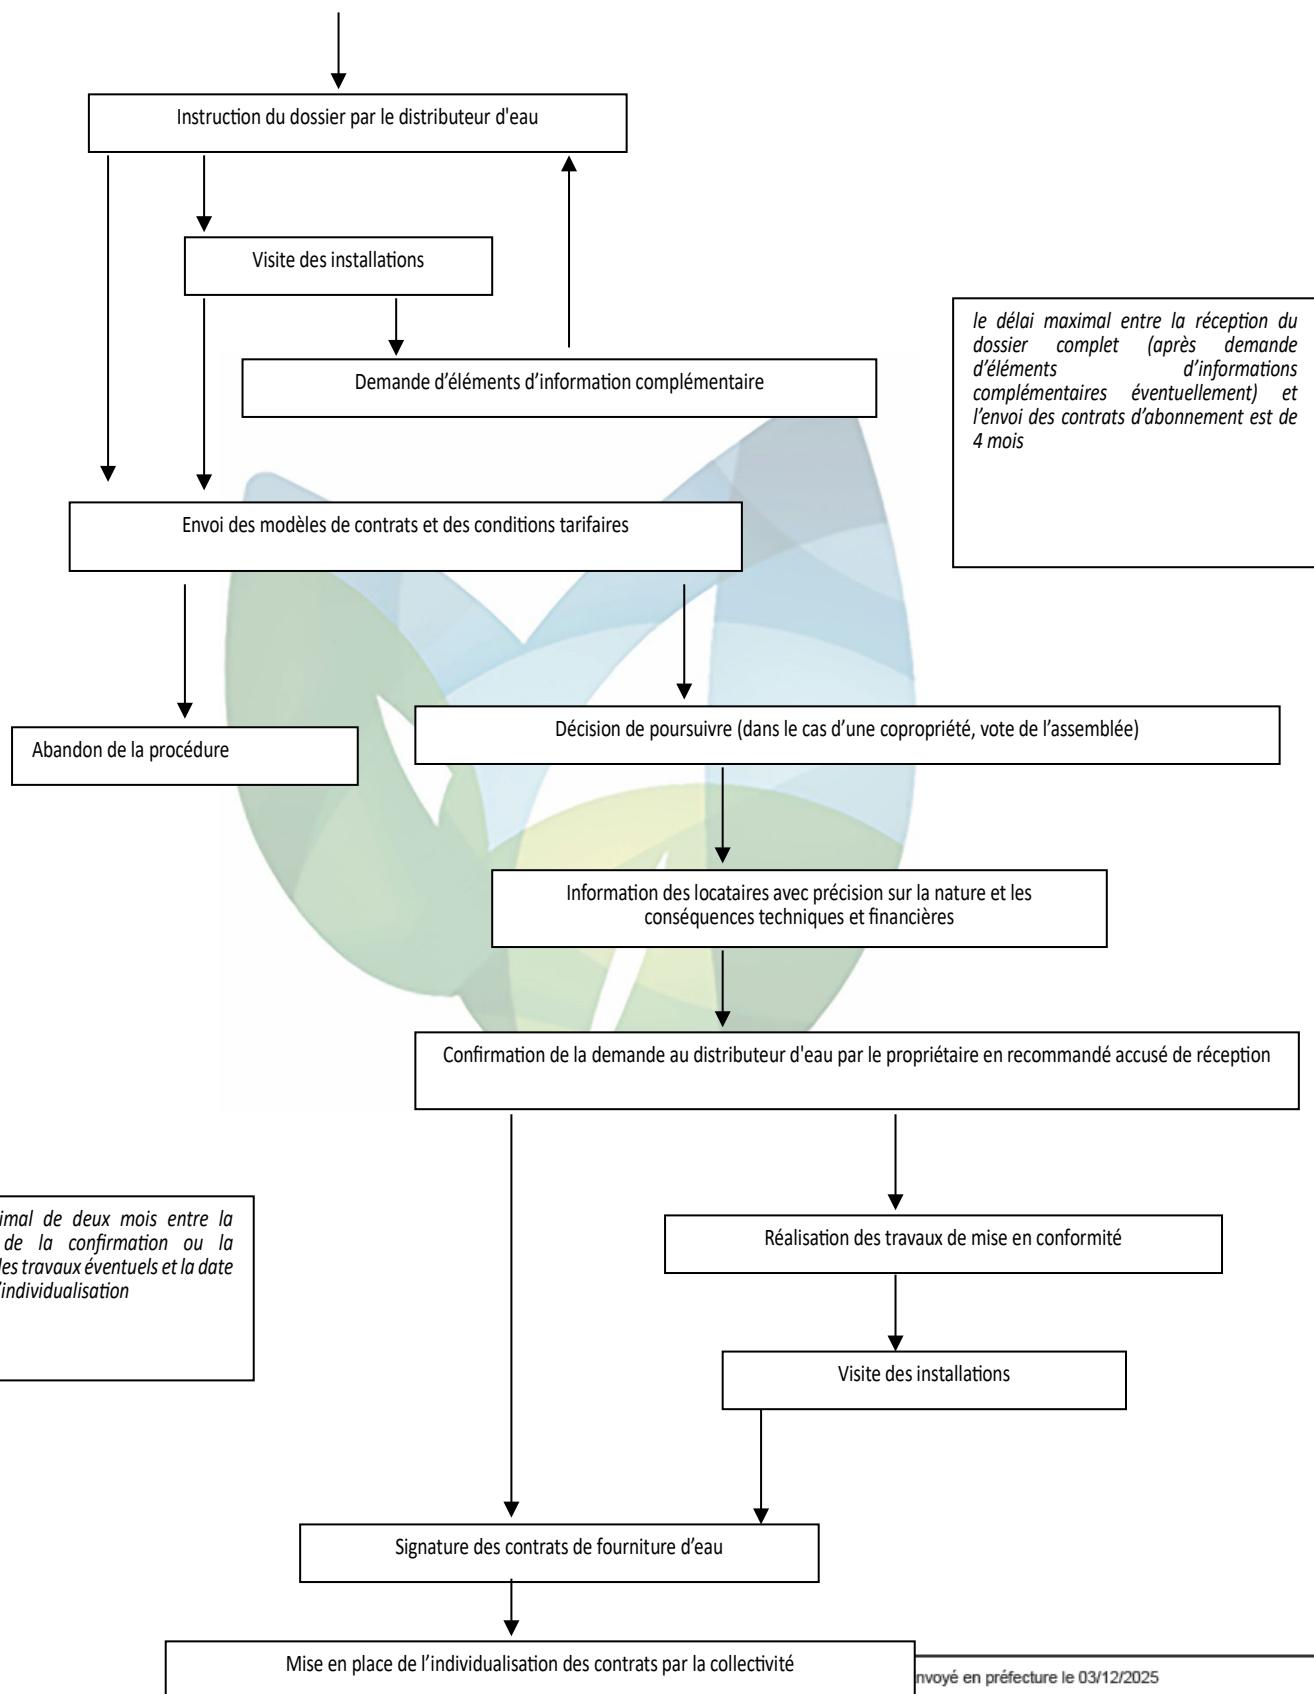 Instruction du dossier par le distributeur d'eau
Visite des installations
Demande d’éléments d’information complémentaire
le délai maximal entre la réception du
dossier complet (après demande
d’éléments d’informations
complémentaires éventuellement) et
l’envoi des contrats d’abonnement est de
4 mois
Envoi des modèles de contrats et des conditions tarifaires
Abandon de la procédure
Décision de poursuivre (dans le cas d’une copropriété, vote de l’assemblée)
Information des locataires avec précision sur la nature et les
conséquences techniques et financières
Confirmation de la demande au distributeur d'eau par le propriétaire en recommandé accusé de réception
de deux mois entre la
de la confirmation ou la
travaux éventuels et la date
individualisation
Réalisation des travaux de mise en conformité
Visite des installations
Signature des contrats de fourniture d’eau
Mise en place de l’individualisation des contrats par la collectivité
nvoyé en préfecture le 03/12/2025